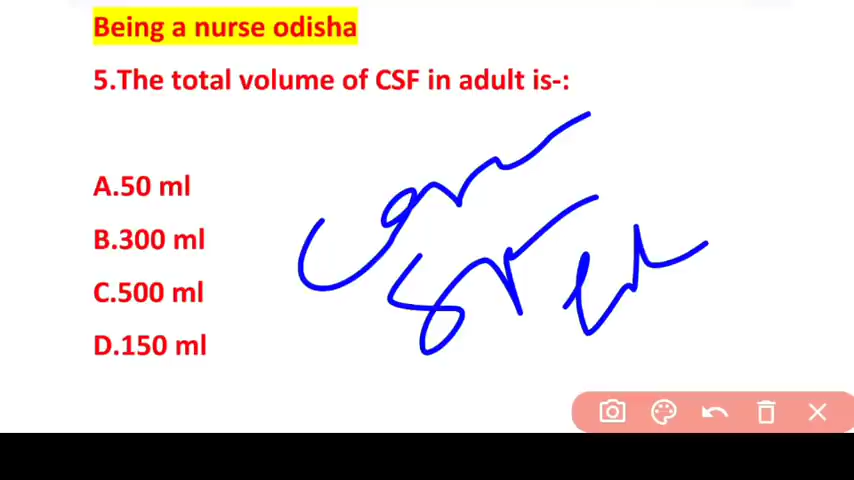 Being a nurse odisha
5.The total volume of CSF in adult is-:
A.50 ml
B.300 ml
C.500 ml
D.150 ml